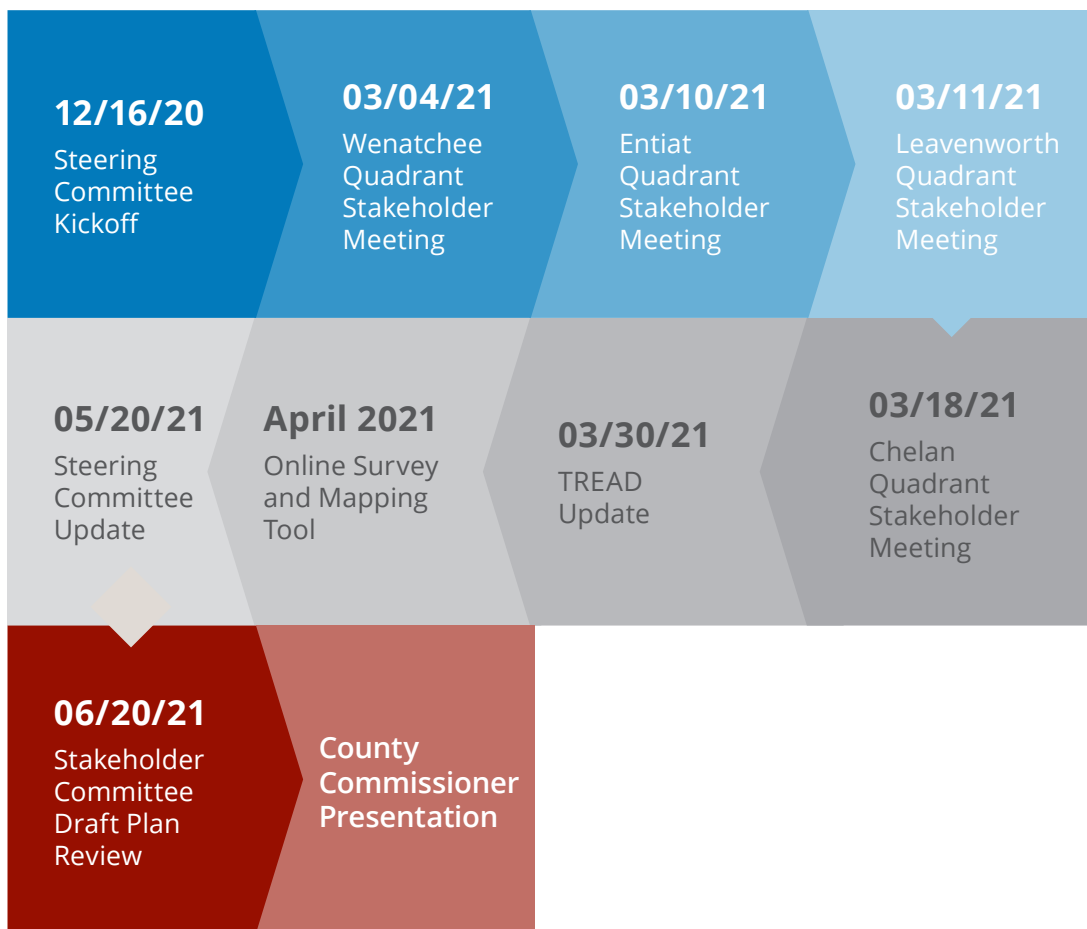 12/16/20
Steering
Committee
Kickoff
03/04/21
Wenatchee
Quadrant
Stakeholder
Meeting
03/10/21
Entiat
Quadrant
Stakeholder
Meeting
03/11/21
Leavenworth
Quadrant
Stakeholder
Meeting
03/18/21
Chelan
Quadrant
Stakeholder
Meeting
03/30/21
TREAD
Update
April 2021
Online Survey
and Mapping
Tool
05/20/21
Steering
Committee
Update
06/20/21
Stakeholder
Committee
Draft Plan
Review
County
Commissioner
Presentation